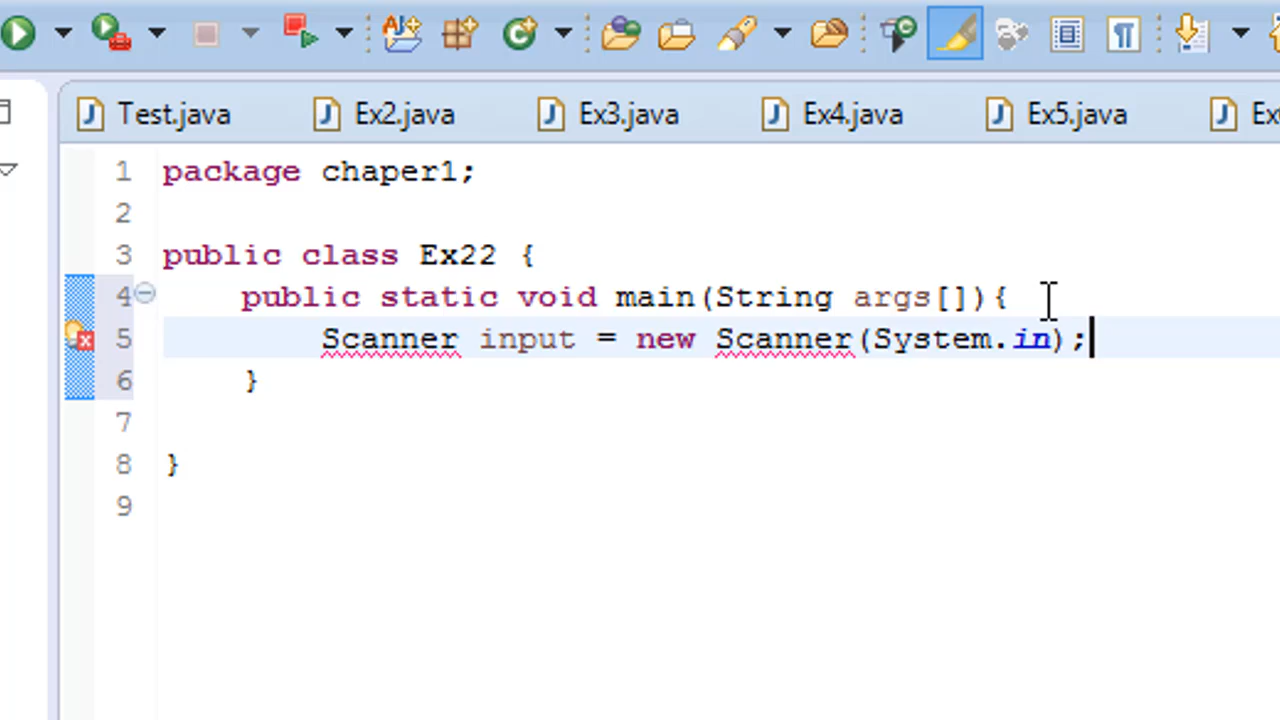 Test.java Ex2.java Ex3.java Ex4.java Ex5.java Ex
1 package chaper1;
2
3 public class Ex22 {
4 public static void main(String args[]){
5 Scanner input = new Scanner(System.in);
6 }
7
8 }
9